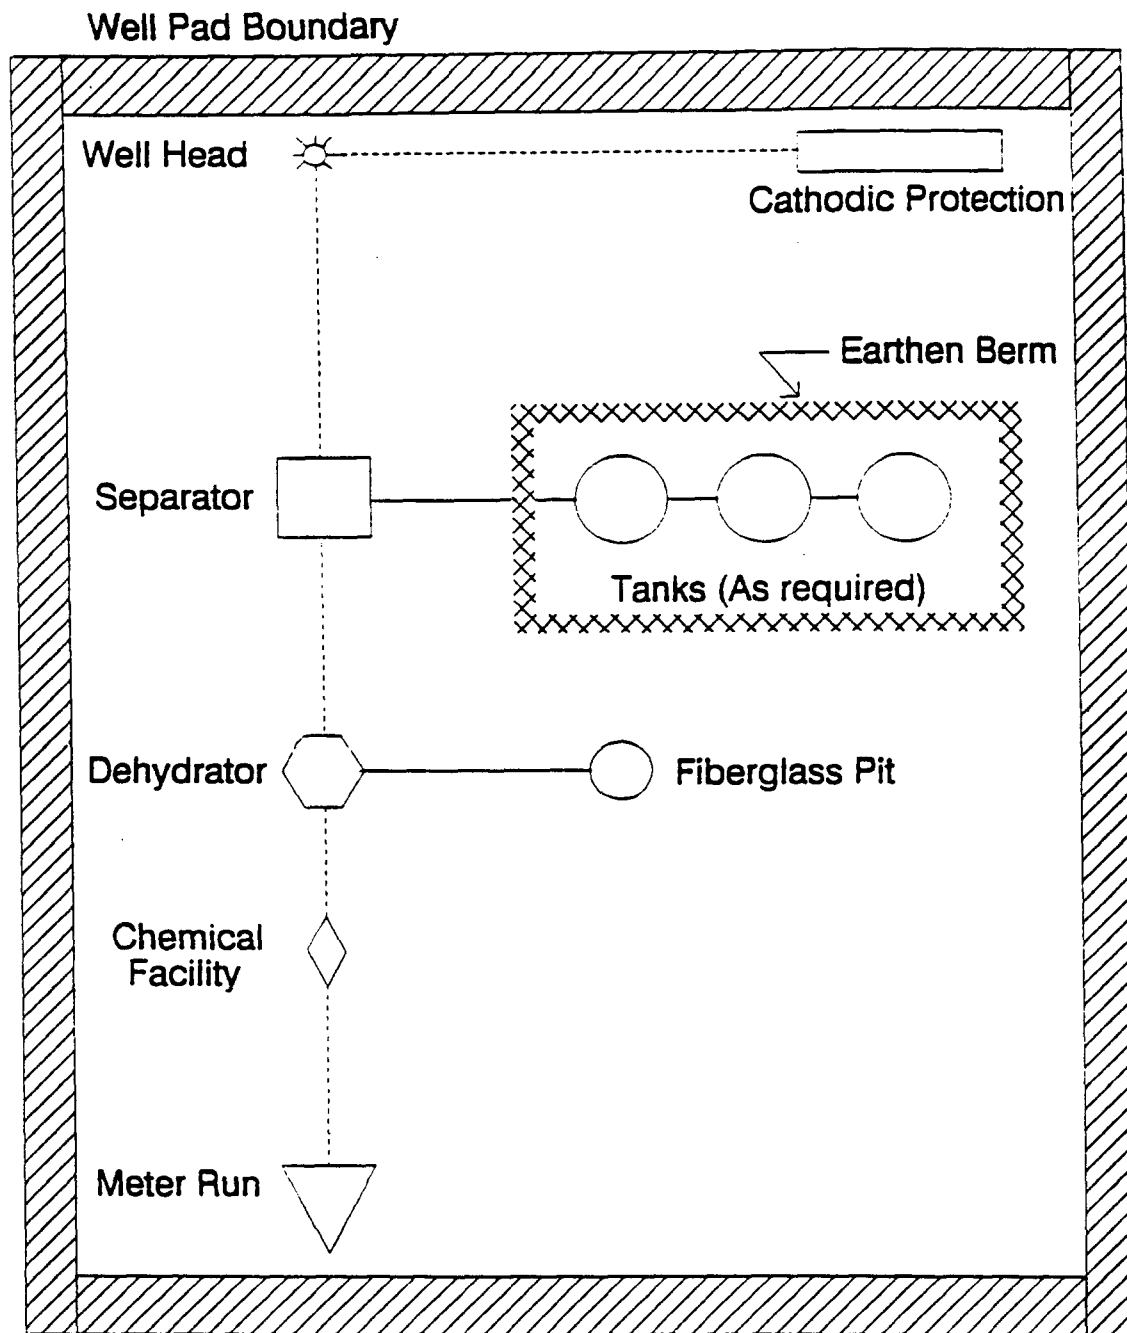 Well Pad Boundary
Well Head
Cathodic Protection
Earthen Berm
Separator
Tanks (As required)
Dehydrator
Fiberglass Pit
Chemical
Facility
Meter Run